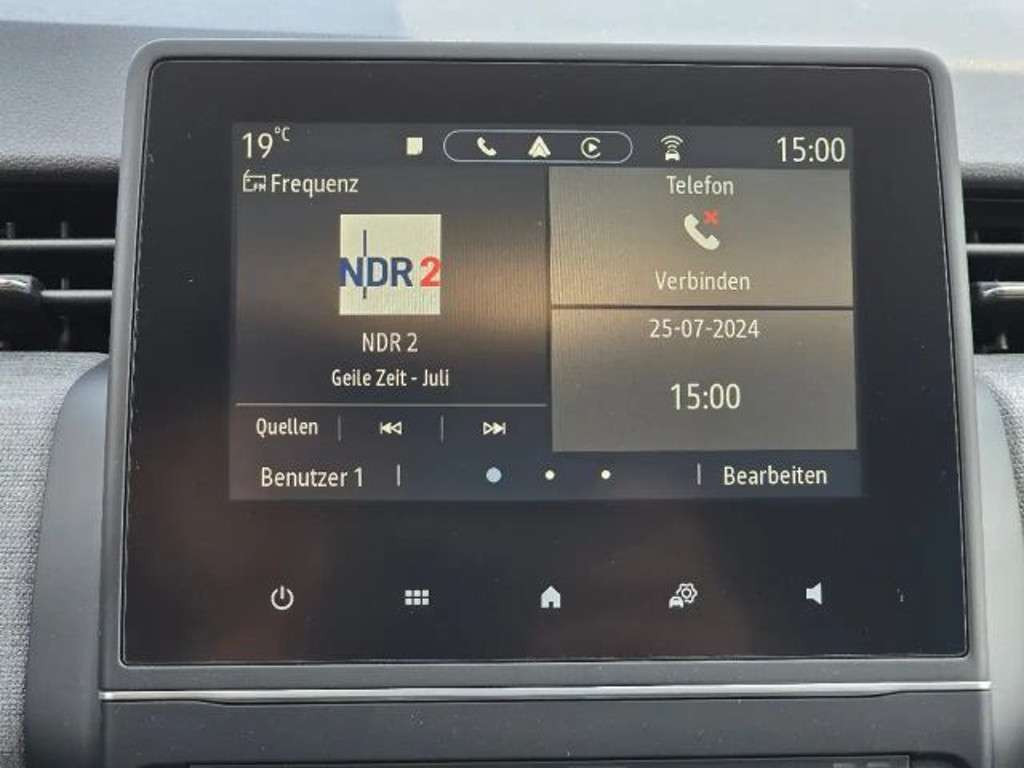 19°C
15:00
Frequenz
NDR 2
NDR 2
Geile Zeit - Juli
Quellen
Telefon
Verbinden
25-07-2024
15:00
Benutzer 1
Bearbeiten